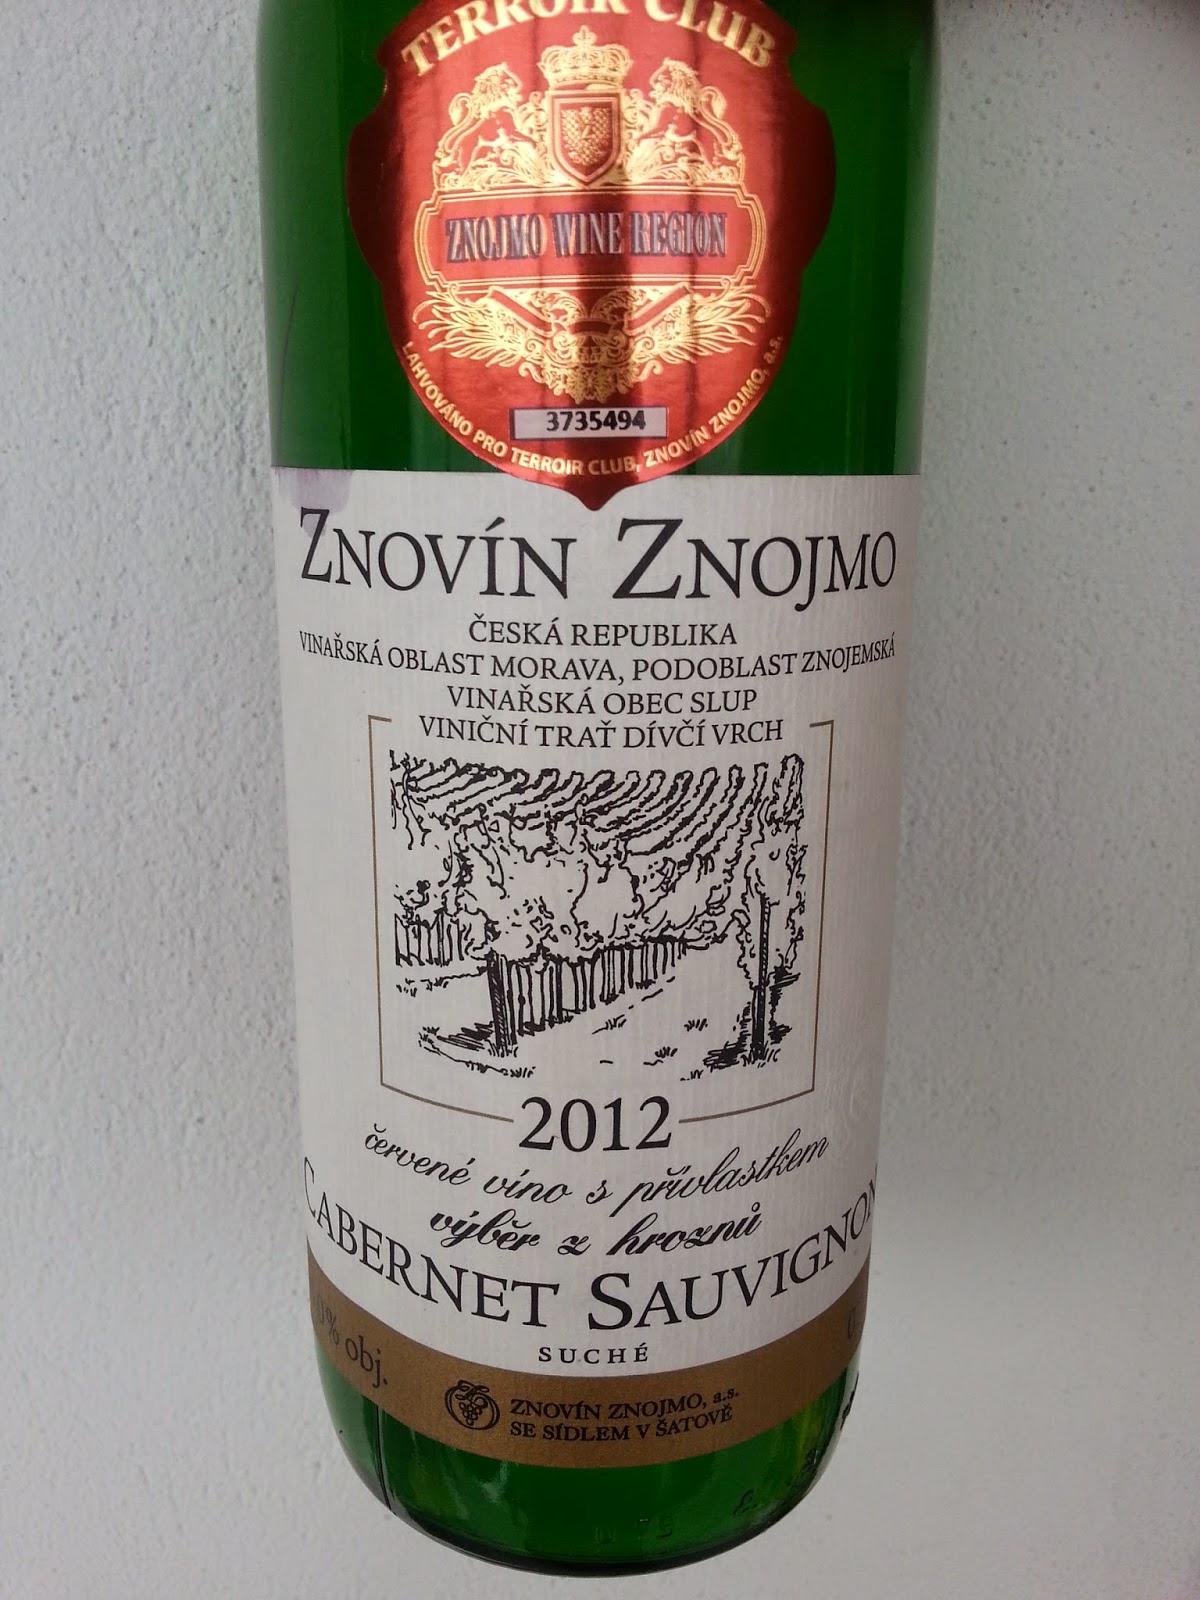 TERROIR CLUB
ZNOJMO WINE REGION
3735494
LAHVOVÁNO PRO TERROIR CLUB, ZNOVÍN ZNOJMO, a.s.
ZNOVÍN ZNOJMO
ČESKÁ REPUBLIKA
VINAŘSKÁ OBLAST MORAVA, PODOBLAST ZNOJEMSKÁ
VINAŘSKÁ OBEC SLUP
VINIČNÍ TRAŤ DÍVČÍ VRCH
2012
červené víno s přívlastkem
výběr z hroznů
CABERNET SAUVIGNON
SUCHÉ
% obj.
ZNOVÍN ZNOJMO, a.s.
SE SÍDLEM V ŠATOVĚ